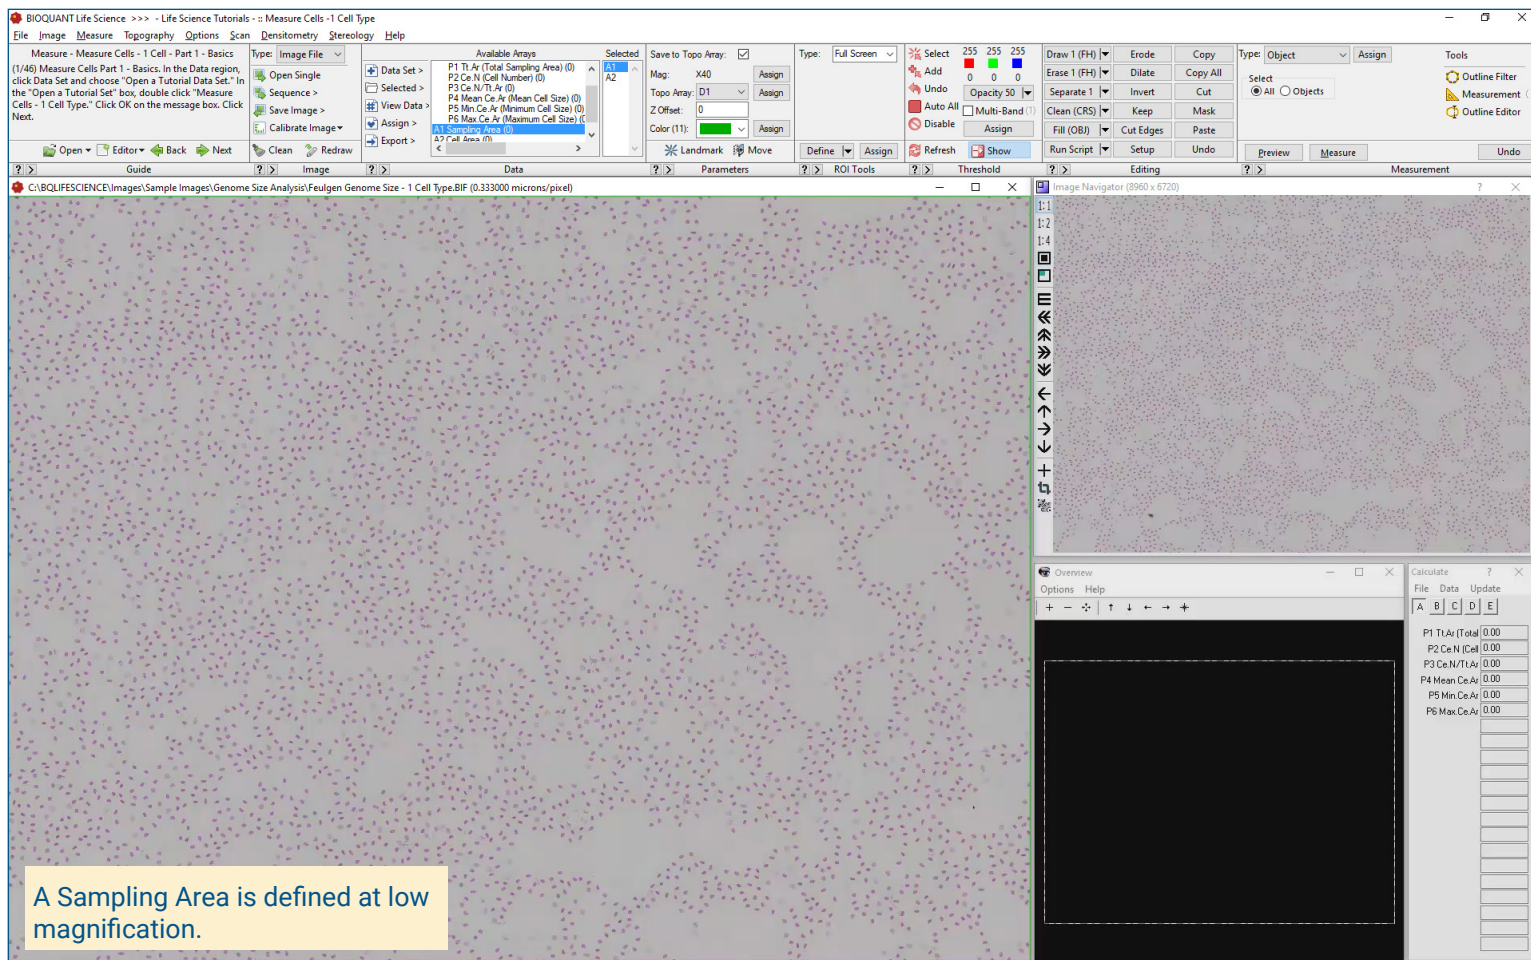 BIOQUANT Life Science >>> - Life Science Tutorials - :: Measure Cells -1 Cell Type
File Image Measure Topography Options Scan Densitometry Stereology Help
Measure - Measure Cells - 1 Cell - Part 1 - Basics
(1/46) Measure Cells Part 1 - Basics. In the Data region,
click Data Set and choose "Open a Tutorial Data Set." In
the "Open a Tutorial Set" box, double click "Measure
Cells - 1 Cell Type." Click OK on the message box. Click
Next.
Open Editor Back Next
? > Guide
Type: Image File
Open Single
Sequence >
Save Image >
Calibrate Image
Clean Redraw
? > Image
Data Set >
Selected >
View Data >
Assign >
Export >
Available Arrays
P1 Tt.Ar (Total Sampling Area) (0)
P2 Ce.N (Cell Number) (0)
P3 Ce.N/Tt.Ar (0)
P4 Mean Ce.Ar (Mean Cell Size) (0)
P5 Min.Ce.Ar (Minimum Cell Size) (0)
P6 Max.Ce.Ar (Maximum Cell Size) (0
A1 Sampling Area (0)
A2 Cell Area (0)
Selected
A1
A2
? > Data
Save to Topo Array:
Mag: X40 Assign
Topo Array: D1 Assign
Z Offset: 0
Color (11): Assign
Landmark Move
? > Parameters
Type: Full Screen
Define Assign
? > ROI Tools
Select 255 255 255
Add
Undo 0 0 0
Opacity 50
Auto All Multi-Band (1)
Disable Assign
Refresh Show
? > Threshold
Draw 1 (FH) Erode Copy
Erase 1 (FH) Dilate Copy All
Separate 1 Invert Cut
Clean (CRS) Keep Mask
Fill (OBJ) Cut Edges Paste
Run Script Setup Undo
? > Editing
Type: Object Assign
Select
All Objects
Preview Measure
Tools
Outline Filter
Measurement (
Outline Editor
Undo
? > Measurement
C:\BQLIFESCIENCE\Images\Sample Images\Genome Size Analysis\Feulgen Genome Size - 1 Cell Type.BIF (0.333000 microns/pixel)
Image Navigator (8960 x 6720) ?
1:1
1:2
1:4
Overview
Options Help
Calculate ?
File Data Update
A B C D E
P1 Tt.Ar (Total 0.00
P2 Ce.N (Cell 0.00
P3 Ce.N/Tt.Ar 0.00
P4 Mean Ce.Ar 0.00
P5 Min.Ce.Ar 0.00
P6 Max.Ce.Ar 0.00
A Sampling Area is defined at low
magnification.